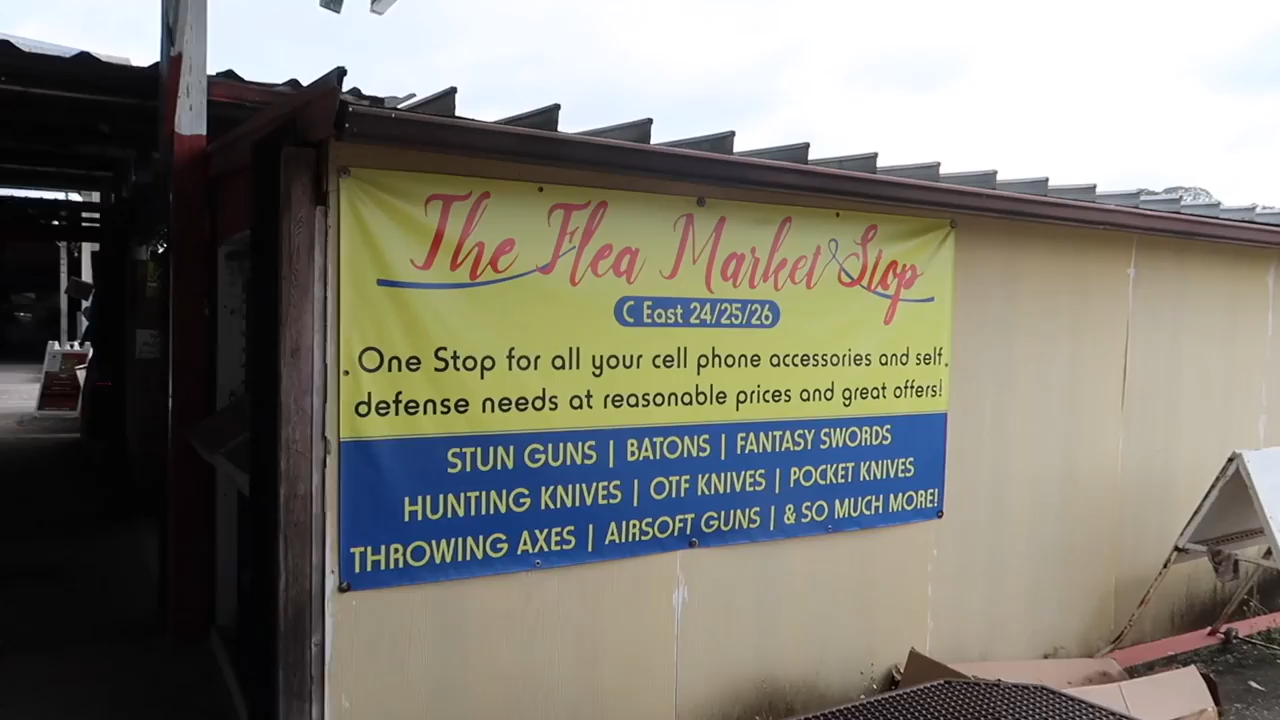 The Flea Market Stop
C East 24/25/26
One Stop for all your cell phone accessories and self
defense needs at reasonable prices and great offers!
STUN GUNS | BATONS | FANTASY SWORDS
HUNTING KNIVES | OTF KNIVES | POCKET KNIVES
THROWING AXES | AIRSOFT GUNS | & SO MUCH MORE!